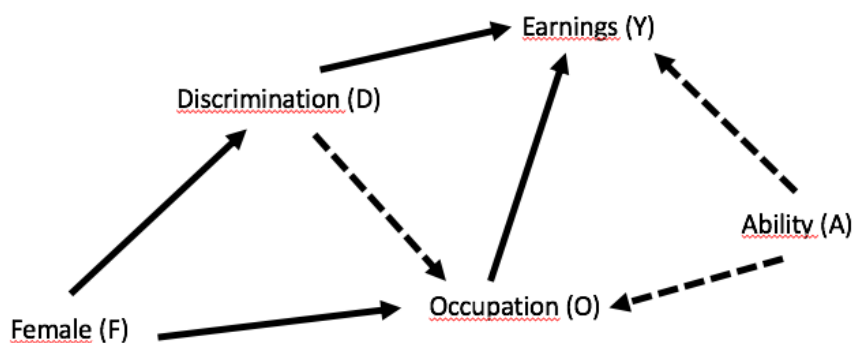 Earnings (Y)
Discrimination (D)
Ability (A)
Occupation (O)
Female (F)